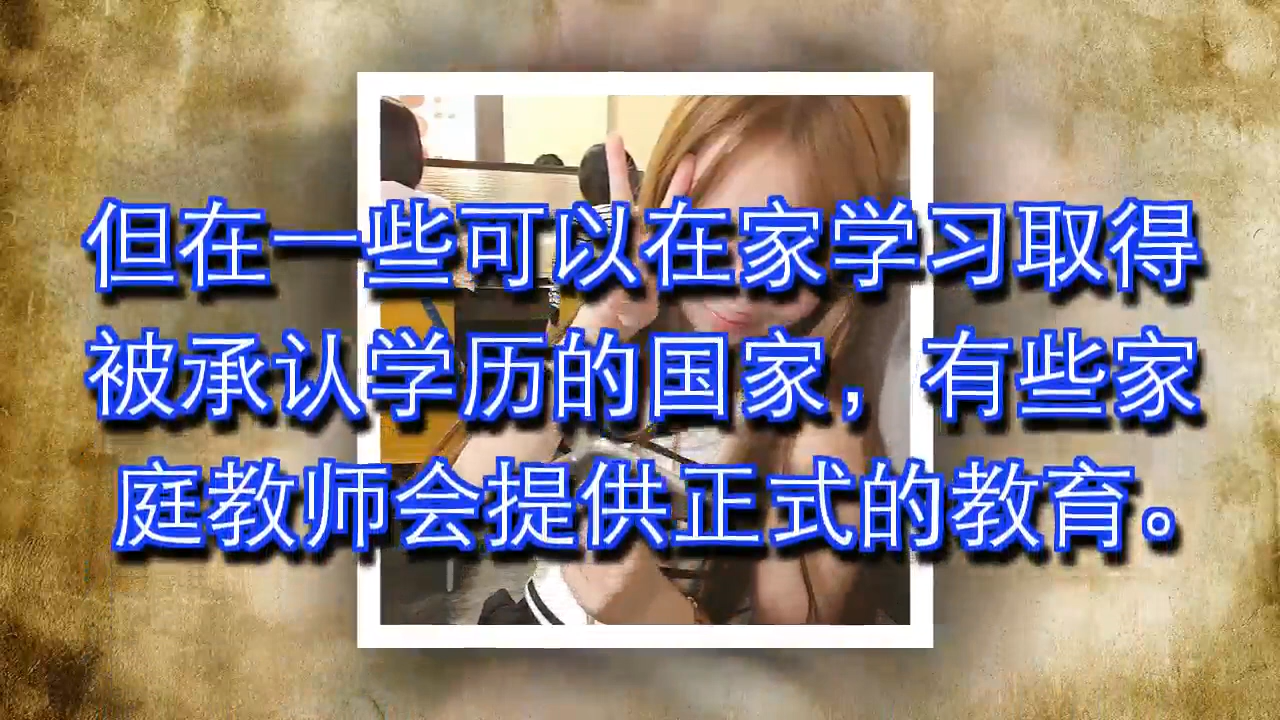 但在一些可以在家学习取得
被承认学历的国家，有些家
庭教师会提供正式的教育。